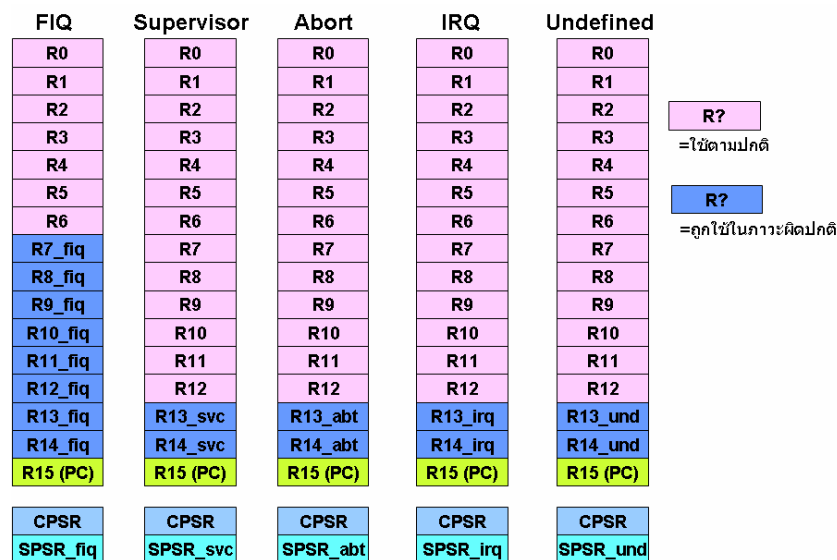 FIQ Supervisor Abort IRQ Undefined
R0 R0 R0 R0 R0
R1 R1 R1 R1 R1
R2 R2 R2 R2 R2
R3 R3 R3 R3 R3
R4 R4 R4 R4 R4
R5 R5 R5 R5 R5
R6 R6 R6 R6 R6
R7_fiq R7 R7 R7 R7
R8_fiq R8 R8 R8 R8
R9_fiq R9 R9 R9 R9
R10_fiq R10 R10 R10 R10
R11_fiq R11 R11 R11 R11
R12_fiq R12 R12 R12 R12
R13_fiq R13_svc R13_abt R13_irq R13_und
R14_fiq R14_svc R14_abt R14_irq R14_und
R15 (PC) R15 (PC) R15 (PC) R15 (PC) R15 (PC)
CPSR CPSR CPSR CPSR CPSR
SPSR_fiq SPSR_svc SPSR_abt SPSR_irq SPSR_und
R?
=ใช้ตามปกติ
R?
=ถูกใช้ในภาวะผิดปกติ